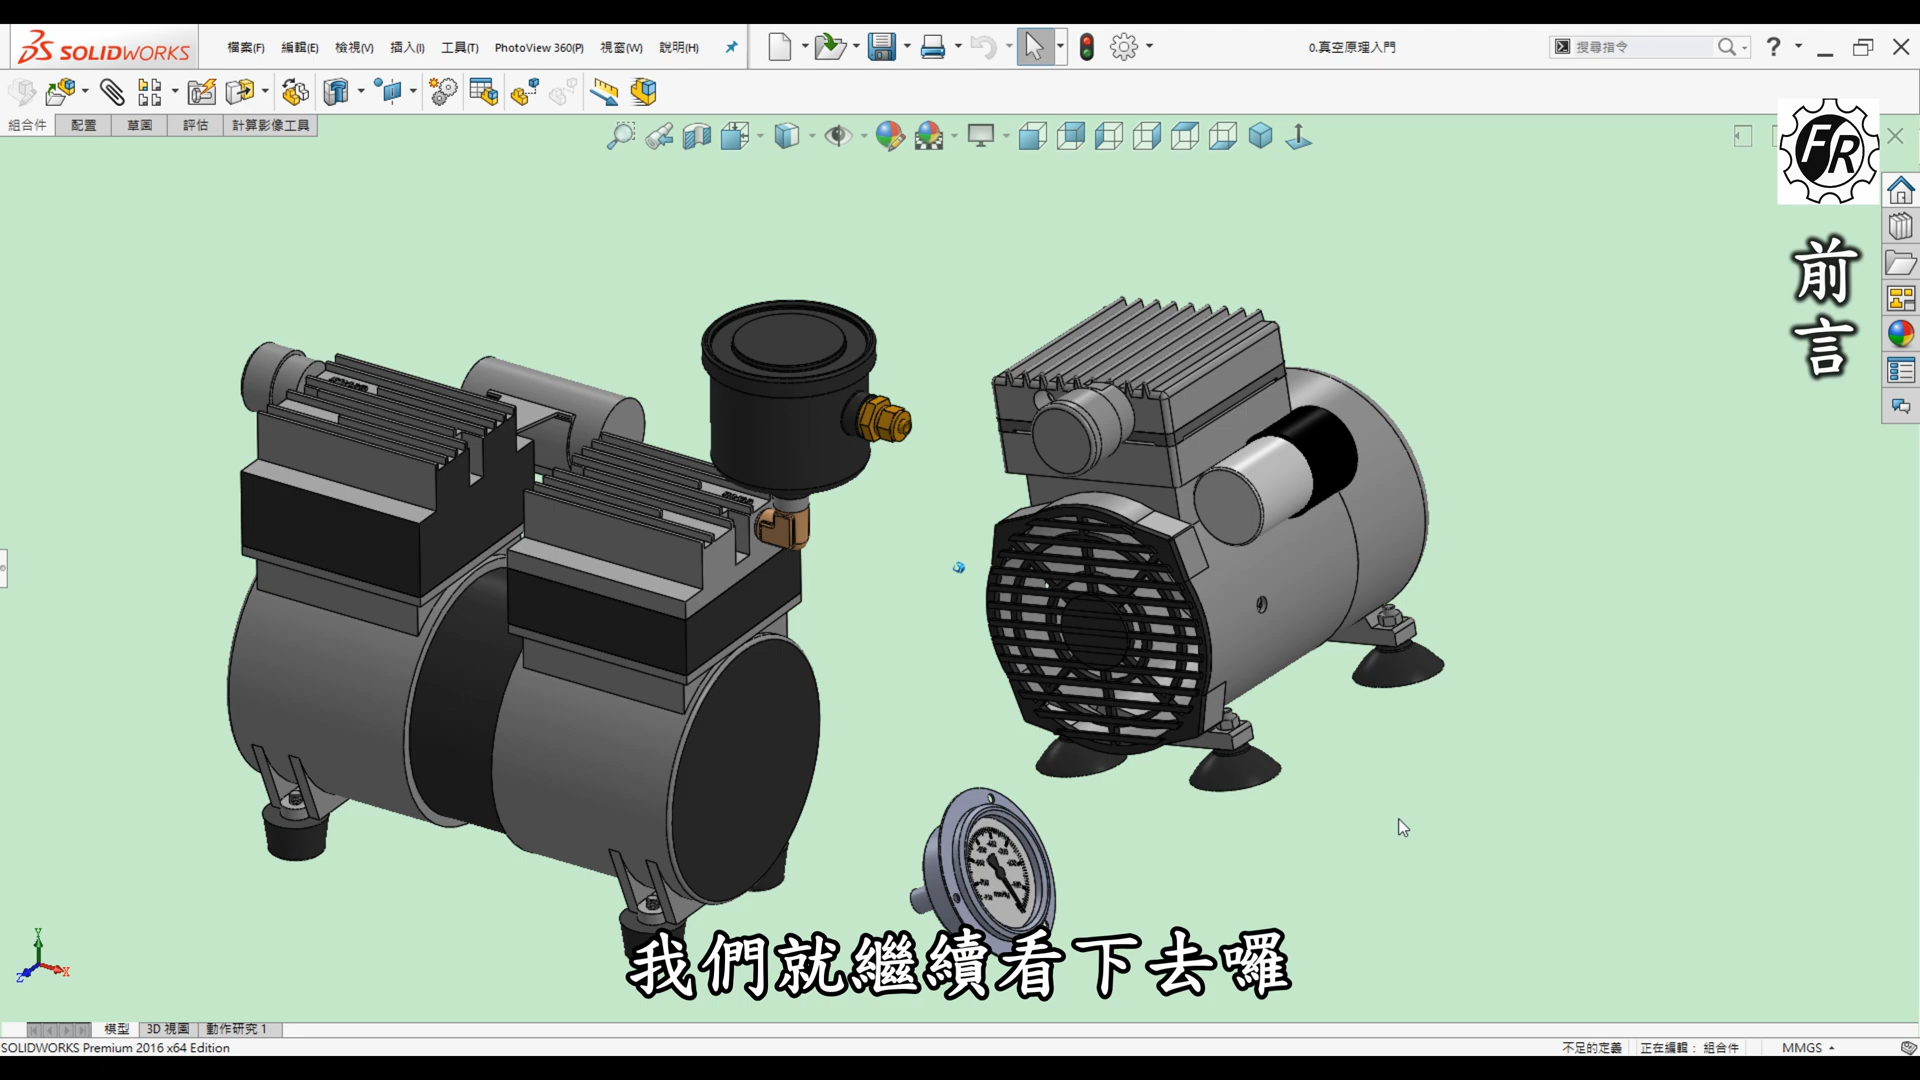 SOLIDWORKS
檔案(F) 編輯(E) 檢視(V) 插入(I) 工具(T) PhotoView 360(P) 視窗(W) 說明(H)
0.真空原理入門
搜尋指令
?
組合件 配置 草圖 評估 計算影像工具
FR
前言
我們就繼續看下去囉
Y
X
Z
模型 3D 視圖 動作研究 1
SOLIDWORKS Premium 2016 x64 Edition
不足的定義 正在編輯： 組合件 MMGS